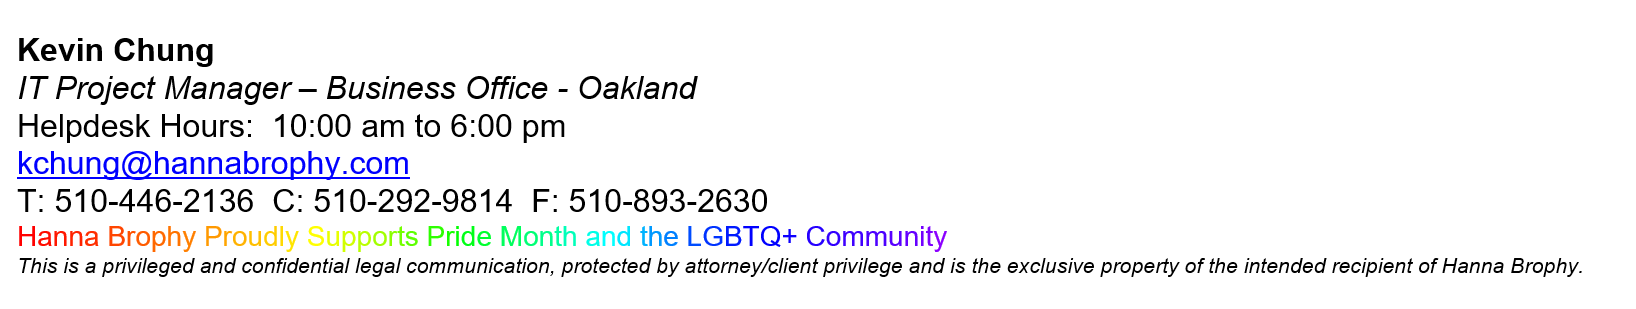 Kevin Chung
IT Project Manager – Business Office - Oakland
Helpdesk Hours:  10:00 am to 6:00 pm
kchung@hannabrophy.com
T: 510-446-2136  C: 510-292-9814  F: 510-893-2630
Hanna Brophy Proudly Supports Pride Month and the LGBTQ+ Community
This is a privileged and confidential legal communication, protected by attorney/client privilege and is the exclusive property of the intended recipient of Hanna Brophy.